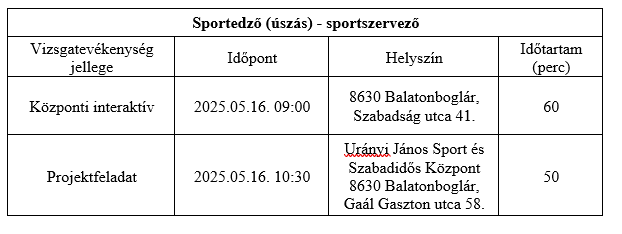 Sportedző (úszás) - sportszervező
Vizsgatevékenység
jellege
Időpont
Helyszín
Időtartam
(perc)
Központi interaktív
2025.05.16. 09:00
8630 Balatonboglár,
Szabadság utca 41.
60
Projektfeladat
2025.05.16. 10:30
Urányi János Sport és
Szabadidős Központ
8630 Balatonboglár,
Gaál Gaszton utca 58.
50